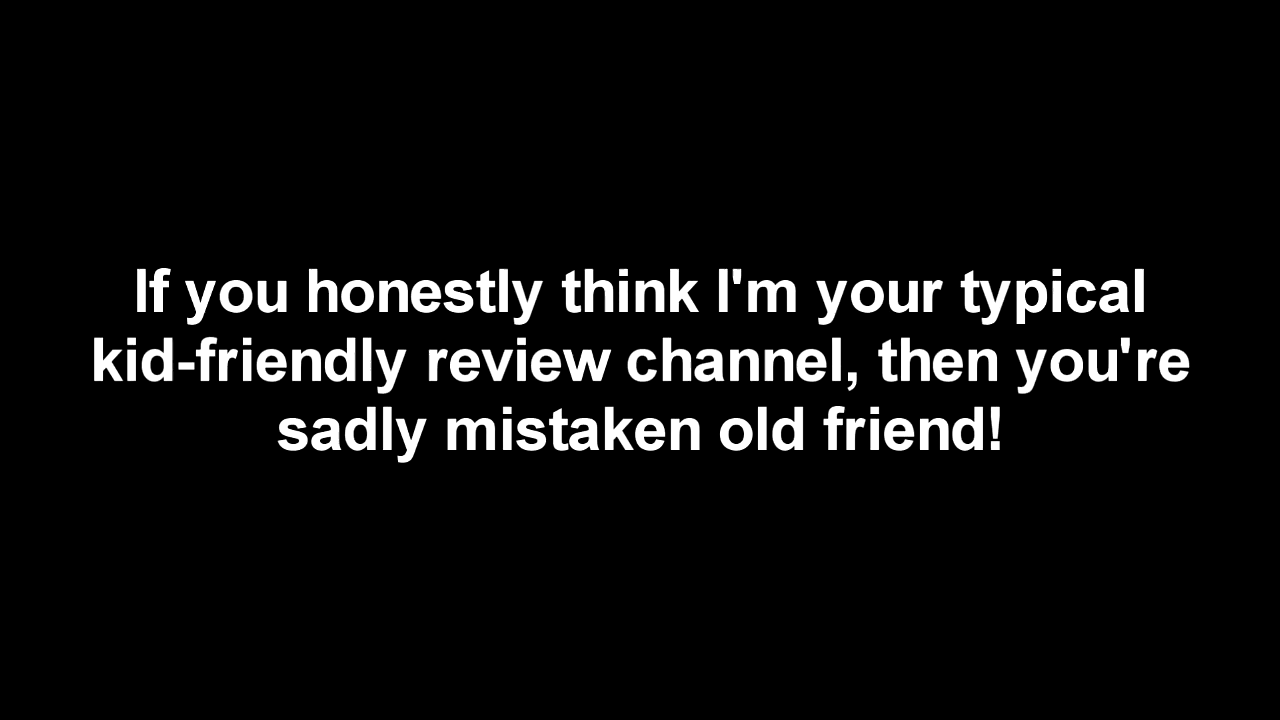 If you honestly think I'm your typical
kid-friendly review channel, then you're
sadly mistaken old friend!